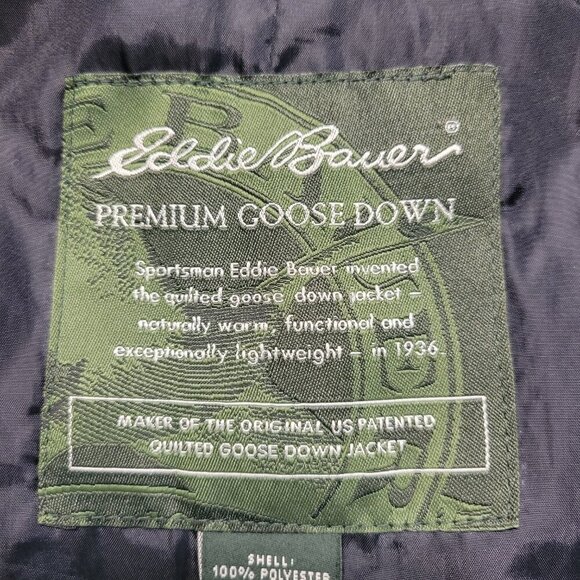 Eddie Bauer®
PREMIUM GOOSE DOWN
Sportsman Eddie Bauer invented
the quilted goose down jacket –
naturally warm, functional and
exceptionally lightweight – in 1936.
MAKER OF THE ORIGINAL US PATENTED
QUILTED GOOSE DOWN JACKET
SHELL:
100% POLYESTER